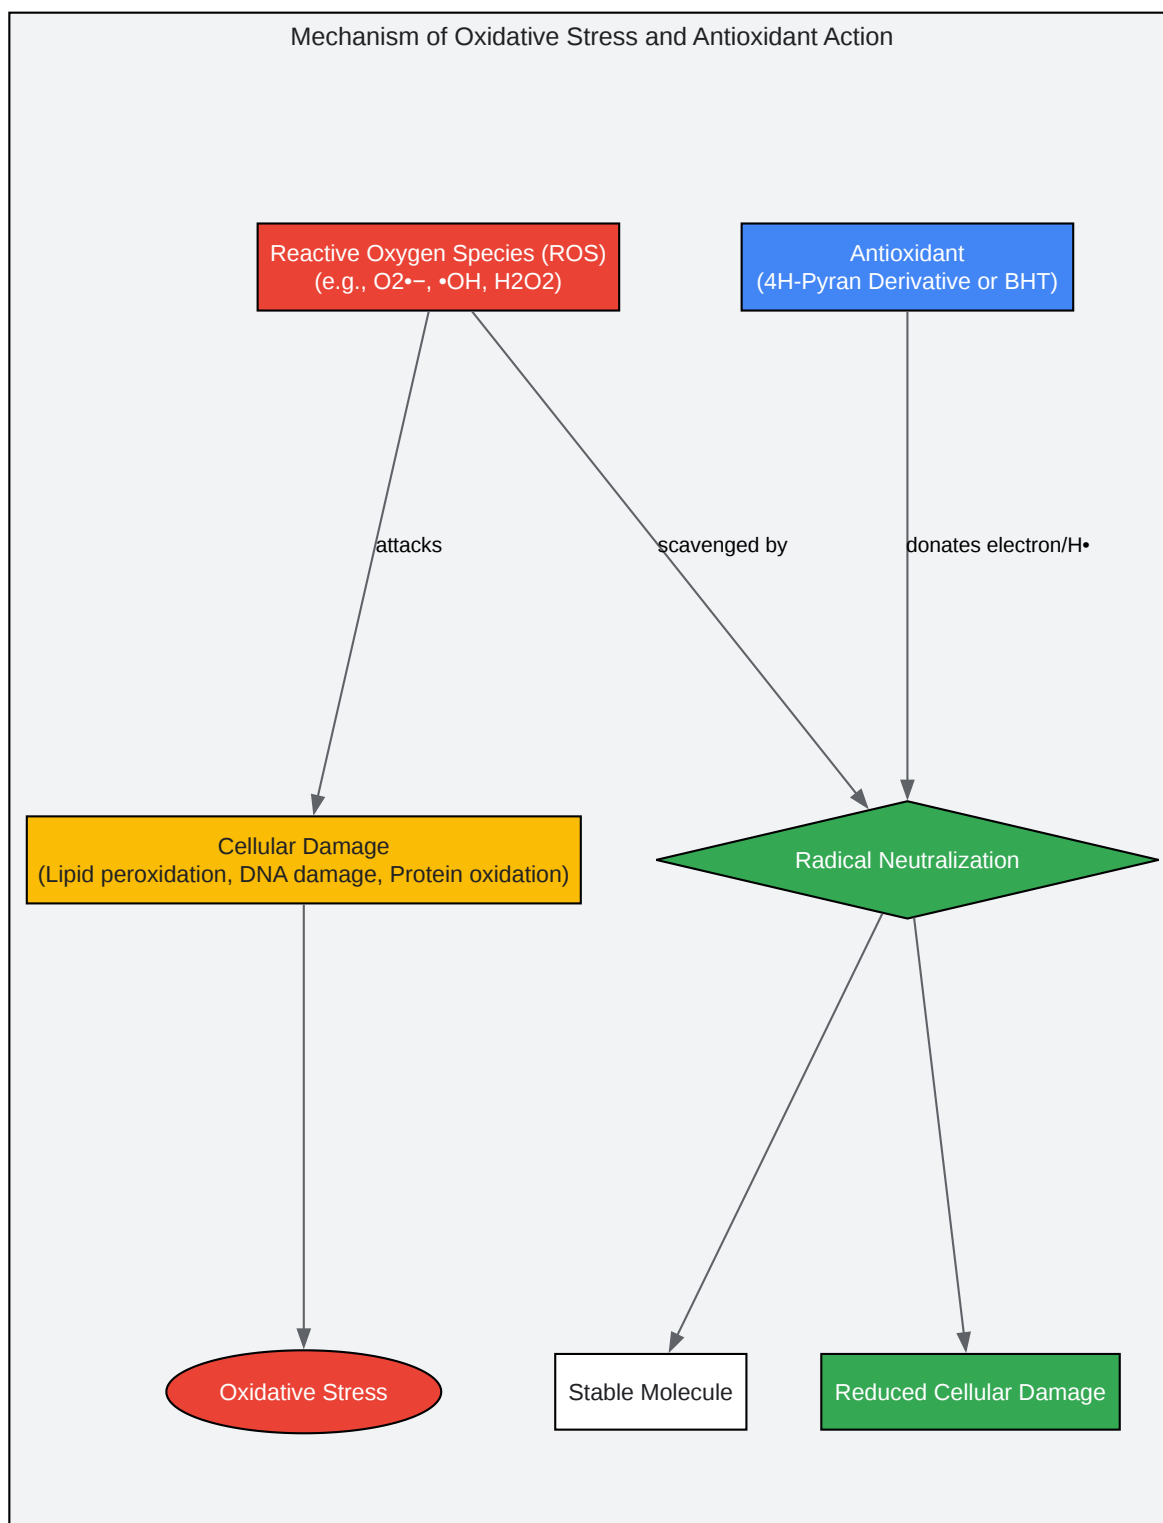 Mechanism of Oxidative Stress and Antioxidant Action
Reactive Oxygen Species (ROS)
(e.g., O2•−, •OH, H2O2)
Antioxidant
(4H-Pyran Derivative or BHT)
attacks
scavenged by
donates electron/H•
Cellular Damage
(Lipid peroxidation, DNA damage, Protein oxidation)
Radical Neutralization
Oxidative Stress
Stable Molecule
Reduced Cellular Damage